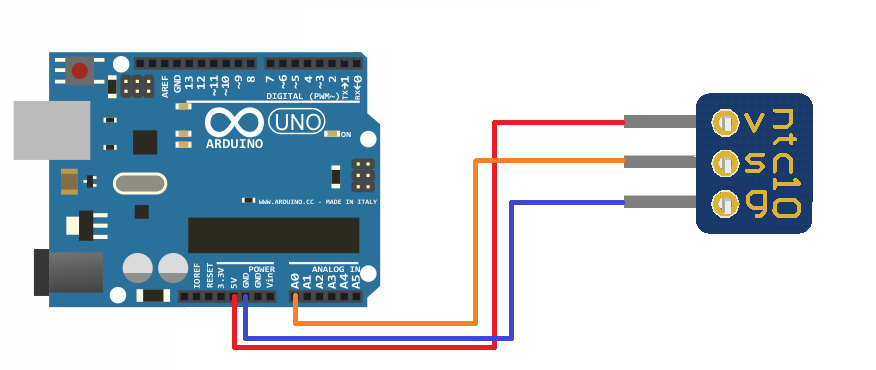 AREF
GND
13
12
~11
~10
~9
8
7
~6
~5
4
~3
2
TX→1
RX←0
DIGITAL (PWM~)
UNO
ARDUINO
ON
WWW.ARDUINO.CC - MADE IN ITALY
POWER
ANALOG IN
IOREF
RESET
3.3V
5V
GND
GND
Vin
A0
A1
A2
A3
A4
A5
v
s
g
ntc10